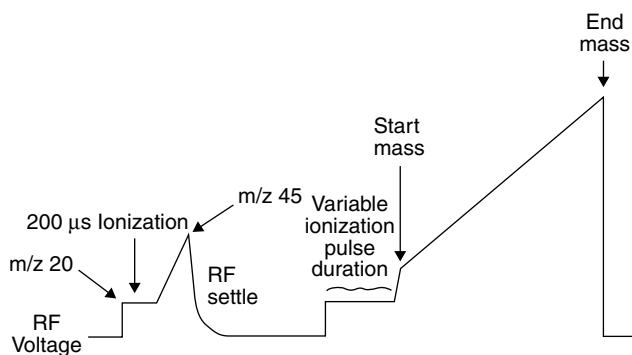 End
mass
Start
mass
m/z 45
Variable
ionization
pulse
duration
200 μs Ionization
m/z 20
RF
settle
RF
Voltage